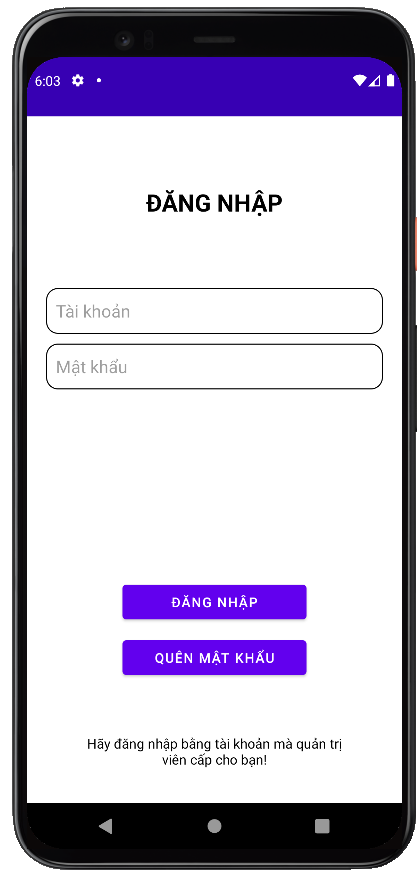 6:03
ĐĂNG NHẬP
Tài khoản
Mật khẩu
ĐĂNG NHẬP
QUÊN MẬT KHẨU
Hãy đăng nhập bằng tài khoản mà quản trị
viên cấp cho bạn!